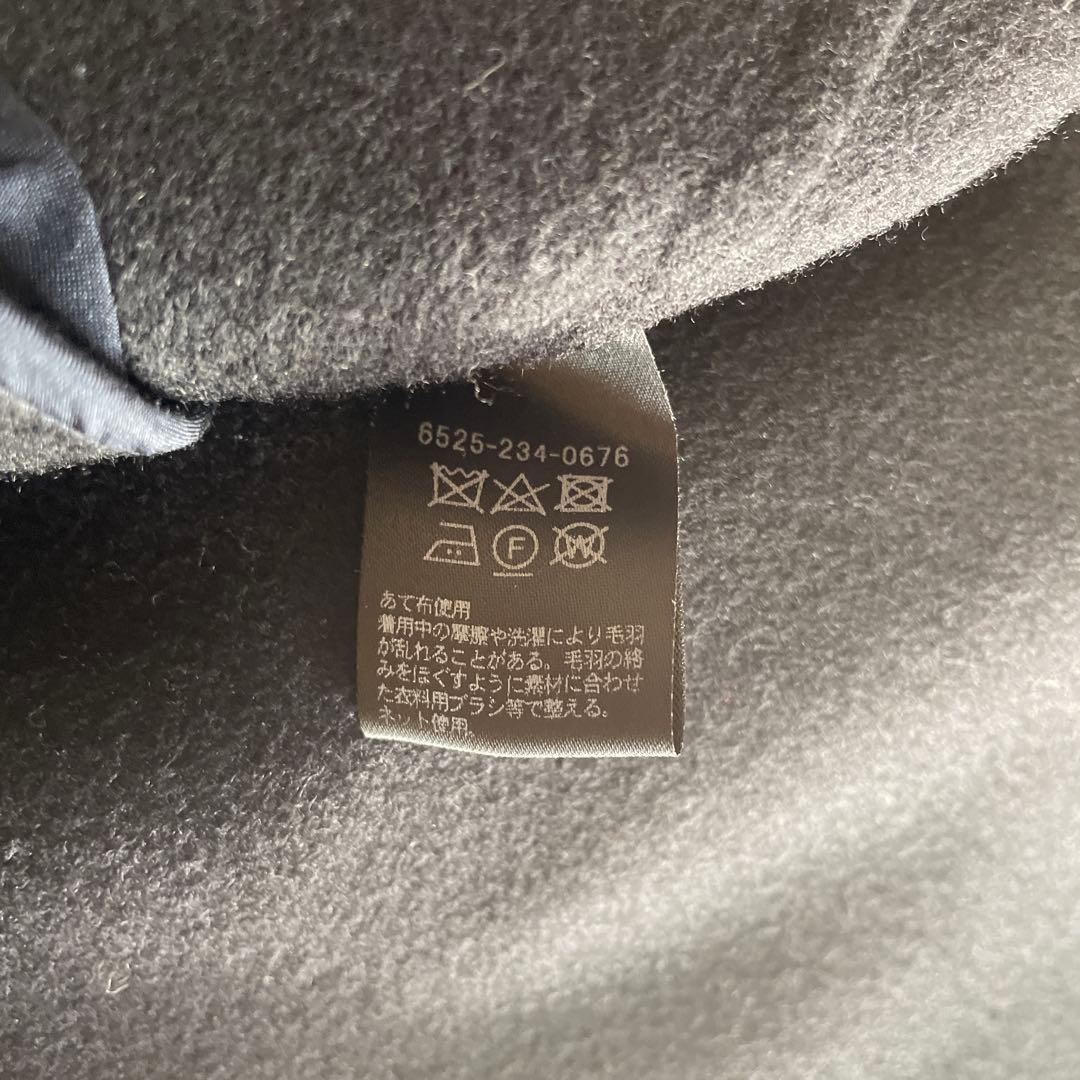 6525-234-0676
F W
あて布使用
着用中の摩擦や洗濯により毛羽
が乱れることがある。毛羽の絡
みをほぐすように素材に合わせ
た衣料用ブラシ等で整える。
ネット使用。